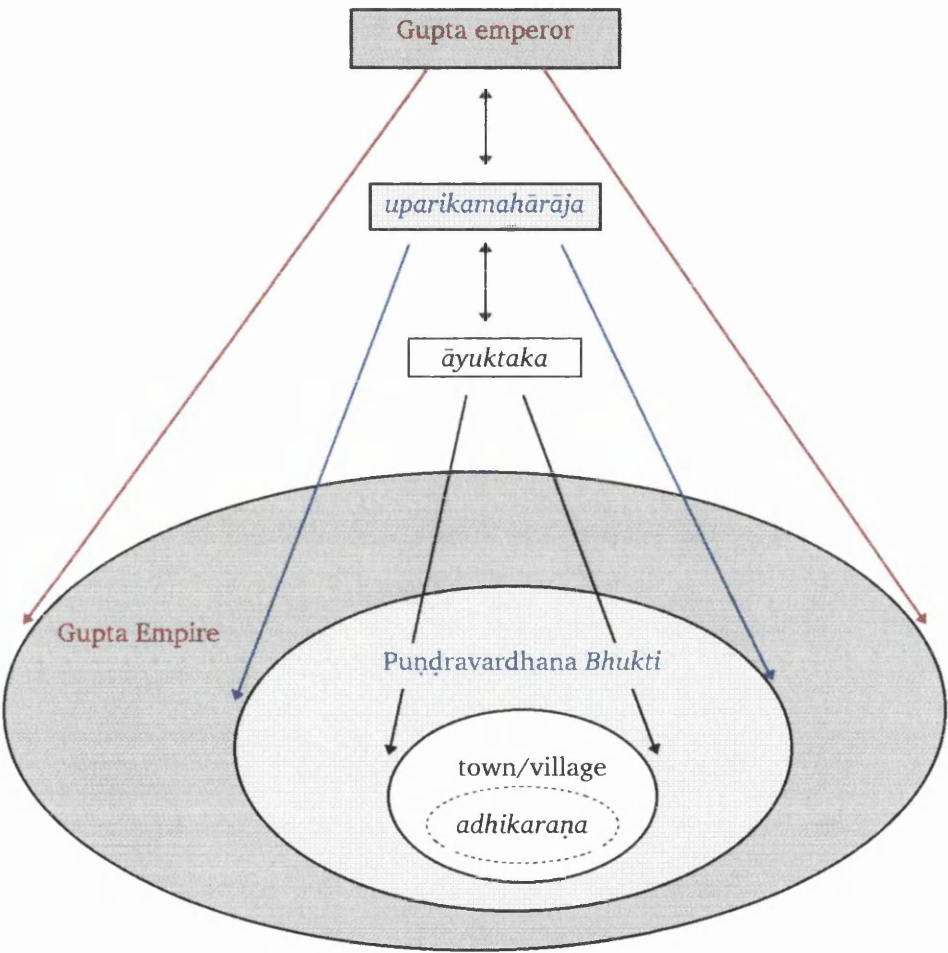 Gupta emperor
uparikamahārāja
āyuktaka
Gupta Empire
Puṇḍravardhana Bhukti
town/village
adhikaraṇa